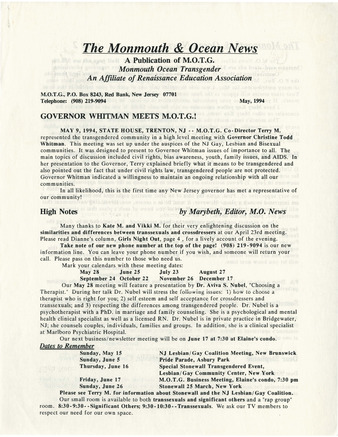 The Monmouth & Ocean News
A Publication of M.O.T.G.
Monmouth Ocean Transgender
An Affiliate of Renaissance Education Association
M.O.T.G., P.O. Box 8243, Red Bank, New Jersey 07701
Telephone: (908) 219-9094 May, 1994
GOVERNOR WHITMAN MEETS M.O.T.G.!
MAY 9, 1994, STATE HOUSE, TRENTON, NJ -- M.O.T.G. Co-Director Terry M.
represented the transgendered community in a high level meeting with Governor Christine Todd
Whitman. This meeting was set up under the auspices of the NJ Gay, Lesbian and Bisexual
communities. It was designed to present to Governor Whitman issues of importance to all. The
main topics of discussion included civil rights, bias awareness, youth, family issues, and AIDS. In
her presentation to the Governor, Terry explained briefly what it means to be transgendered and
also pointed out the fact that under civil rights law, transgendered people are not protected.
Governor Whitman indicated a willingness to maintain an ongoing relationship with all our
communities.
In all likelihood, this is the first time any New Jersey governor has met a representative of
our community!
High Notes by Marybeth, Editor, M.O. News
Many thanks to Kate M. and Vikki M. for their very enlightening discussion on the
similarities and differences between transsexuals and crossdressers at our April 23rd meeting.
Please read Dianne's column, Girls Night Out, page 4, for a lovely account of the evening.
Take note of our new phone number at the top of the page! (908) 219-9094 is our new
information line. You can leave your phone number if you wish, and someone will return your
call. Please pass on this number to those who need us.
Mark your calendars with these meeting dates:
May 28 June 25 July 23 August 27
September 24 October 22 November 26 December 17
Our May 28 meeting will feature a presentation by Dr. Aviva S. Nubel, "Choosing a
Therapist." During her talk Dr. Nubel will stress the following issues: 1) how to choose a
therapist who is right for you; 2) self esteem and self acceptance for crossdressers and
transsexuals; and 3) respecting the differences among transgendered people. Dr. Nubel is a
psychotherapist with a PhD. in marriage and family counseling. She is a psychological and mental
health clinical specialist as well as a licensed RN. Dr. Nubel is in private practice in Bridgewater,
NJ; she counsels couples, individuals, families and groups. In addition, she is a clinical specialist
at Marlboro Psychiatric Hospital.
Our next business/newsletter meeting will be on June 17 at 7:30 at Elaine's condo.
Dates to Remember
Sunday, May 15 NJ Lesbian/Gay Coalition Meeting, New Brunswick
Sunday, June 5 Pride Parade, Asbury Park
Thursday, June 16 Special Stonewall Transgendered Event,
Lesbian/Gay Community Center, New York
Friday, June 17 M.O.T.G. Business Meeting, Elaine's condo, 7:30 pm
Sunday, June 26 Stonewall 25 March, New York
Please see Terry M. for information about Stonewall and the NJ Lesbian/Gay Coalition.
Our small room is available to both transsexuals and significant others and a "rap group"
room. 8:30-9:30--Significant Others; 9:30-10:30--Transsexuals. We ask our TV members to
respect our need for our own space.